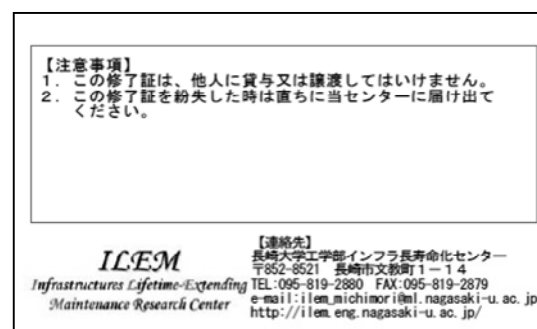 【注意事項】
1．この修了証は、他人に貸与又は譲渡してはいけません。
2．この修了証を紛失した時は直ちに当センターに届け出て
ください。
ILEM
Infrastructures Lifetime-Extending
Maintenance Research Center
【連絡先】
長崎大学工学部インフラ長寿命化センター
〒852-8521　長崎市文教町1－14
TEL:095-819-2880　FAX:095-819-2879
e-mail:ilem_michimori@ml.nagasaki-u.ac.jp
http://ilem.eng.nagasaki-u.ac.jp/